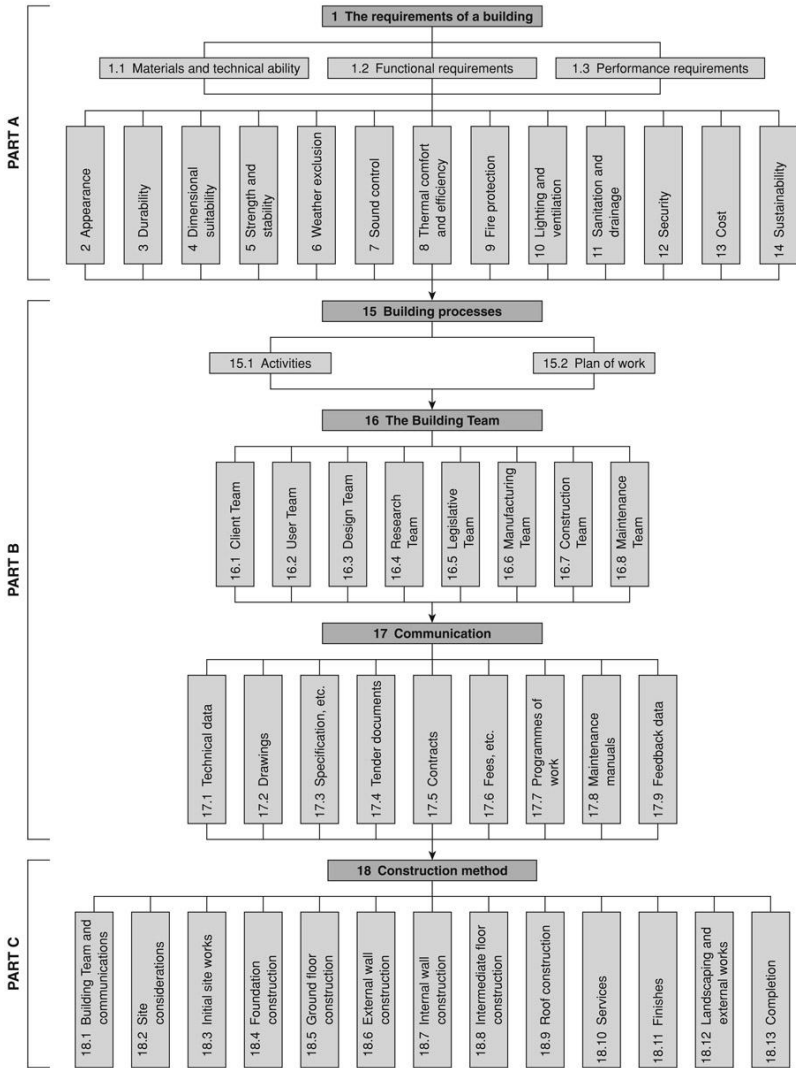 PART A
1 The requirements of a building
1.1 Materials and technical ability
1.2 Functional requirements
1.3 Performance requirements
2 Appearance
3 Durability
4 Dimensional
suitability
5 Strength and
stability
6 Weather exclusion
7 Sound control
8 Thermal comfort
and efficiency
9 Fire protection
10 Lighting and
ventilation
11 Sanitation and
drainage
12 Security
13 Cost
14 Sustainability
PART B
15 Building processes
15.1 Activities
15.2 Plan of work
16 The Building Team
16.1 Client Team
16.2 User Team
16.3 Design Team
16.4 Research
Team
16.5 Legislative
Team
16.6 Manufacturing
Team
16.7 Construction
Team
16.8 Maintenance
Team
17 Communication
17.1 Technical data
17.2 Drawings
17.3 Specification, etc.
17.4 Tender documents
17.5 Contracts
17.6 Fees, etc.
17.7 Programmes of
work
17.8 Maintenance
manuals
17.9 Feedback data
PART C
18 Construction method
18.1 Building Team and
communications
18.2 Site
considerations
18.3 Initial site works
18.4 Foundation
construction
18.5 Ground floor
construction
18.6 External wall
construction
18.7 Internal wall
construction
18.8 Intermediate floor
construction
18.9 Roof construction
18.10 Services
18.11 Finishes
18.12 Landscaping and
external works
18.13 Completion